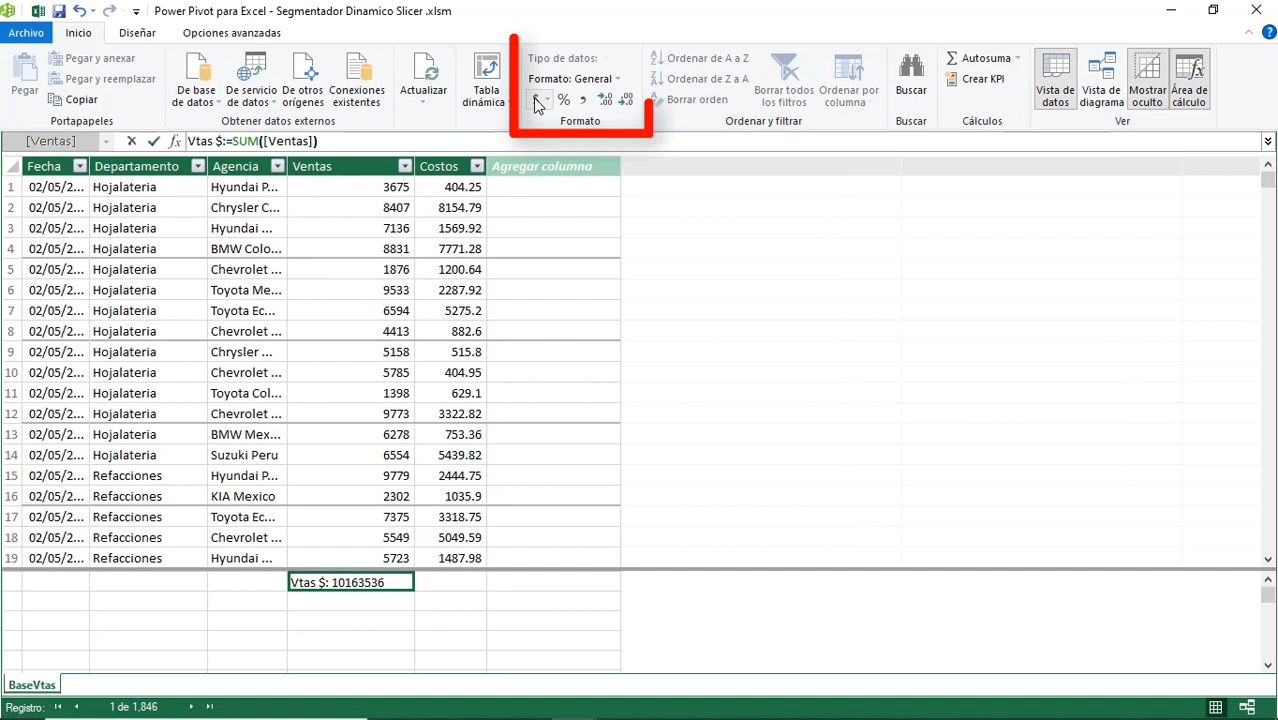 Power Pivot para Excel - Segmentador Dinamico Slicer .xlsm
Archivo Inicio Diseñar Opciones avanzadas
Pegar
Pegar y anexar
Pegar y reemplazar
Copiar
Portapapeles
De base de datos
De servicio de datos
De otros orígenes
Conexiones existentes
Obtener datos externos
Actualizar
Tabla dinámica
Tipo de datos:
Formato: General
% ,
Formato
Ordenar de A a Z
Ordenar de Z a A
Borrar orden
Borrar todos los filtros
Ordenar por columna
Ordenar y filtrar
Buscar
Buscar
Autosuma
Crear KPI
Cálculos
Vista de datos
Vista de diagrama
Mostrar oculto
Área de cálculo
Ver
[Ventas] fx Vtas $:=SUM([Ventas])
Fecha Departamento Agencia Ventas Costos Agregar columna
1 02/05/2... Hojalateria Hyundai P... 3675 404.25
2 02/05/2... Hojalateria Chrysler C... 8407 8154.79
3 02/05/2... Hojalateria Hyundai ... 7136 1569.92
4 02/05/2... Hojalateria BMW Colo... 8831 7771.28
5 02/05/2... Hojalateria Chevrolet ... 1876 1200.64
6 02/05/2... Hojalateria Toyota Me... 9533 2287.92
7 02/05/2... Hojalateria Toyota Ec... 6594 5275.2
8 02/05/2... Hojalateria Chevrolet ... 4413 882.6
9 02/05/2... Hojalateria Chrysler ... 5158 515.8
10 02/05/2... Hojalateria Chevrolet ... 5785 404.95
11 02/05/2... Hojalateria Toyota Col... 1398 629.1
12 02/05/2... Hojalateria Chevrolet ... 9773 3322.82
13 02/05/2... Hojalateria BMW Mex... 6278 753.36
14 02/05/2... Hojalateria Suzuki Peru 6554 5439.82
15 02/05/2... Refacciones Hyundai P... 9779 2444.75
16 02/05/2... Refacciones KIA Mexico 2302 1035.9
17 02/05/2... Refacciones Toyota Ec... 7375 3318.75
18 02/05/2... Refacciones Chevrolet ... 5549 5049.59
19 02/05/2... Refacciones Hyundai ... 5723 1487.98
Vtas $: 10163536
BaseVtas
Registro: 1 de 1,846